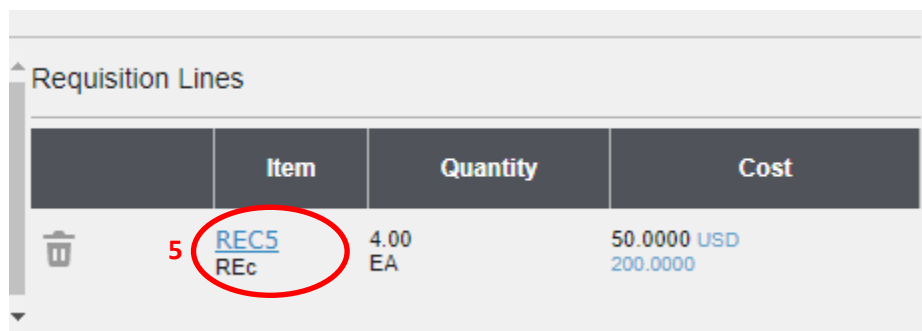 Requisition Lines
Item Quantity Cost
5 REC5 4.00 50.0000 USD
REc EA 200.0000